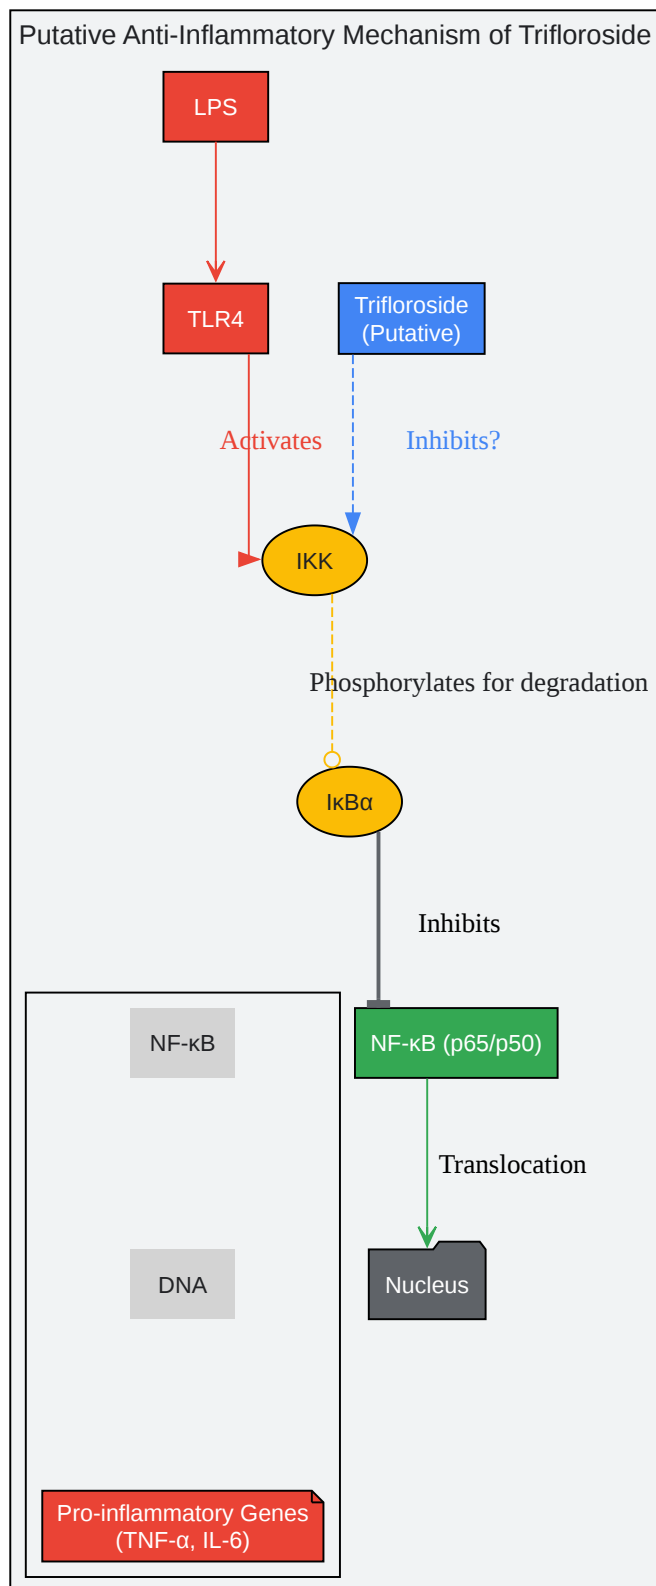 Putative Anti-Inflammatory Mechanism of Trifloroside
LPS
TLR4
Trifloroside
(Putative)
Activates
Inhibits?
IKK
Phosphorylates for degradation
IκBα
Inhibits
NF-κB
NF-κB (p65/p50)
Translocation
DNA
Nucleus
Pro-inflammatory Genes
(TNF-α, IL-6)